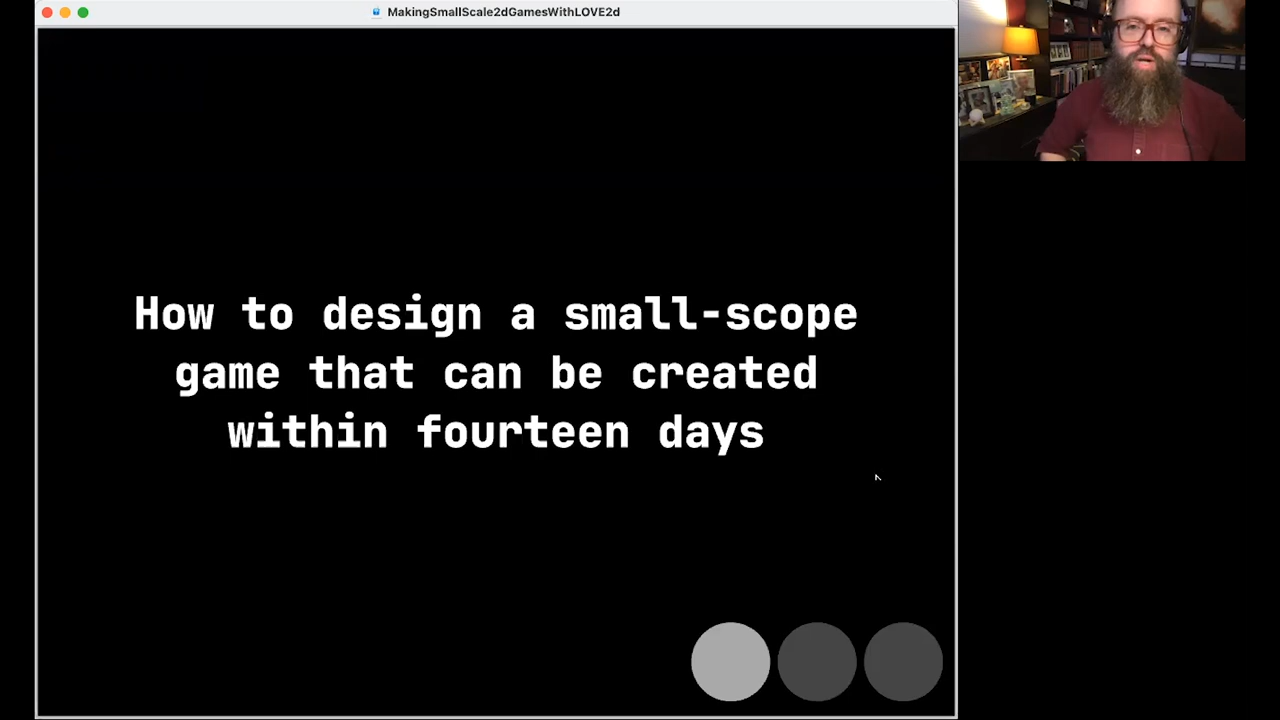 MakingSmallScale2dGamesWithLOVE2d
How to design a small-scope
game that can be created
within fourteen days